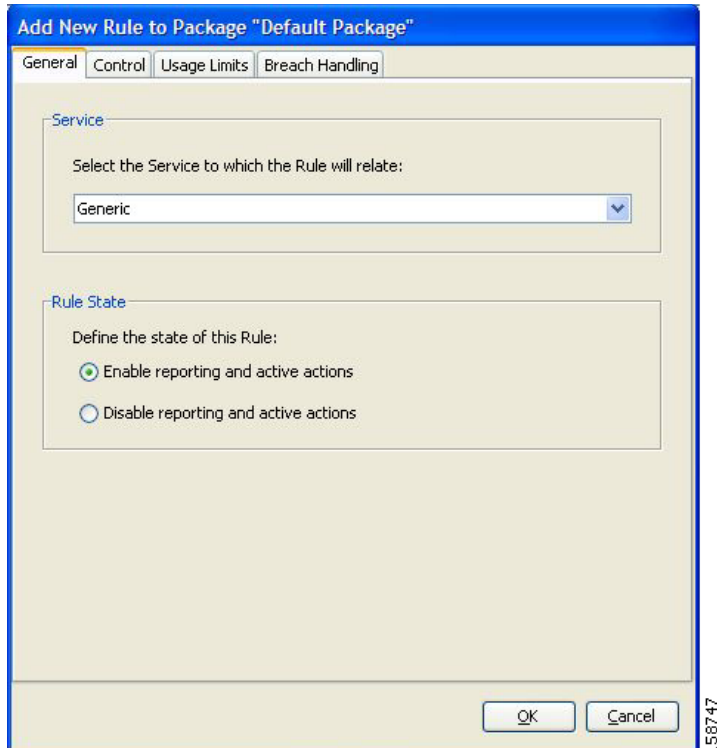 Add New Rule to Package "Default Package"
General Control Usage Limits Breach Handling
Service
Select the Service to which the Rule will relate:
Generic
Rule State
Define the state of this Rule:
Enable reporting and active actions
Disable reporting and active actions
OK Cancel
58747